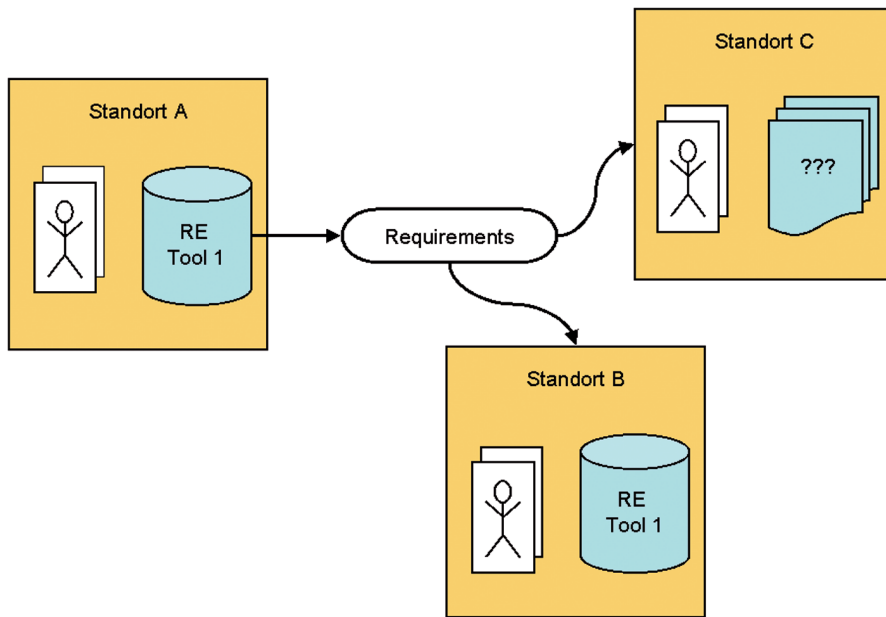 Standort A
RE
Tool 1
Requirements
Standort C
???
Standort B
RE
Tool 1